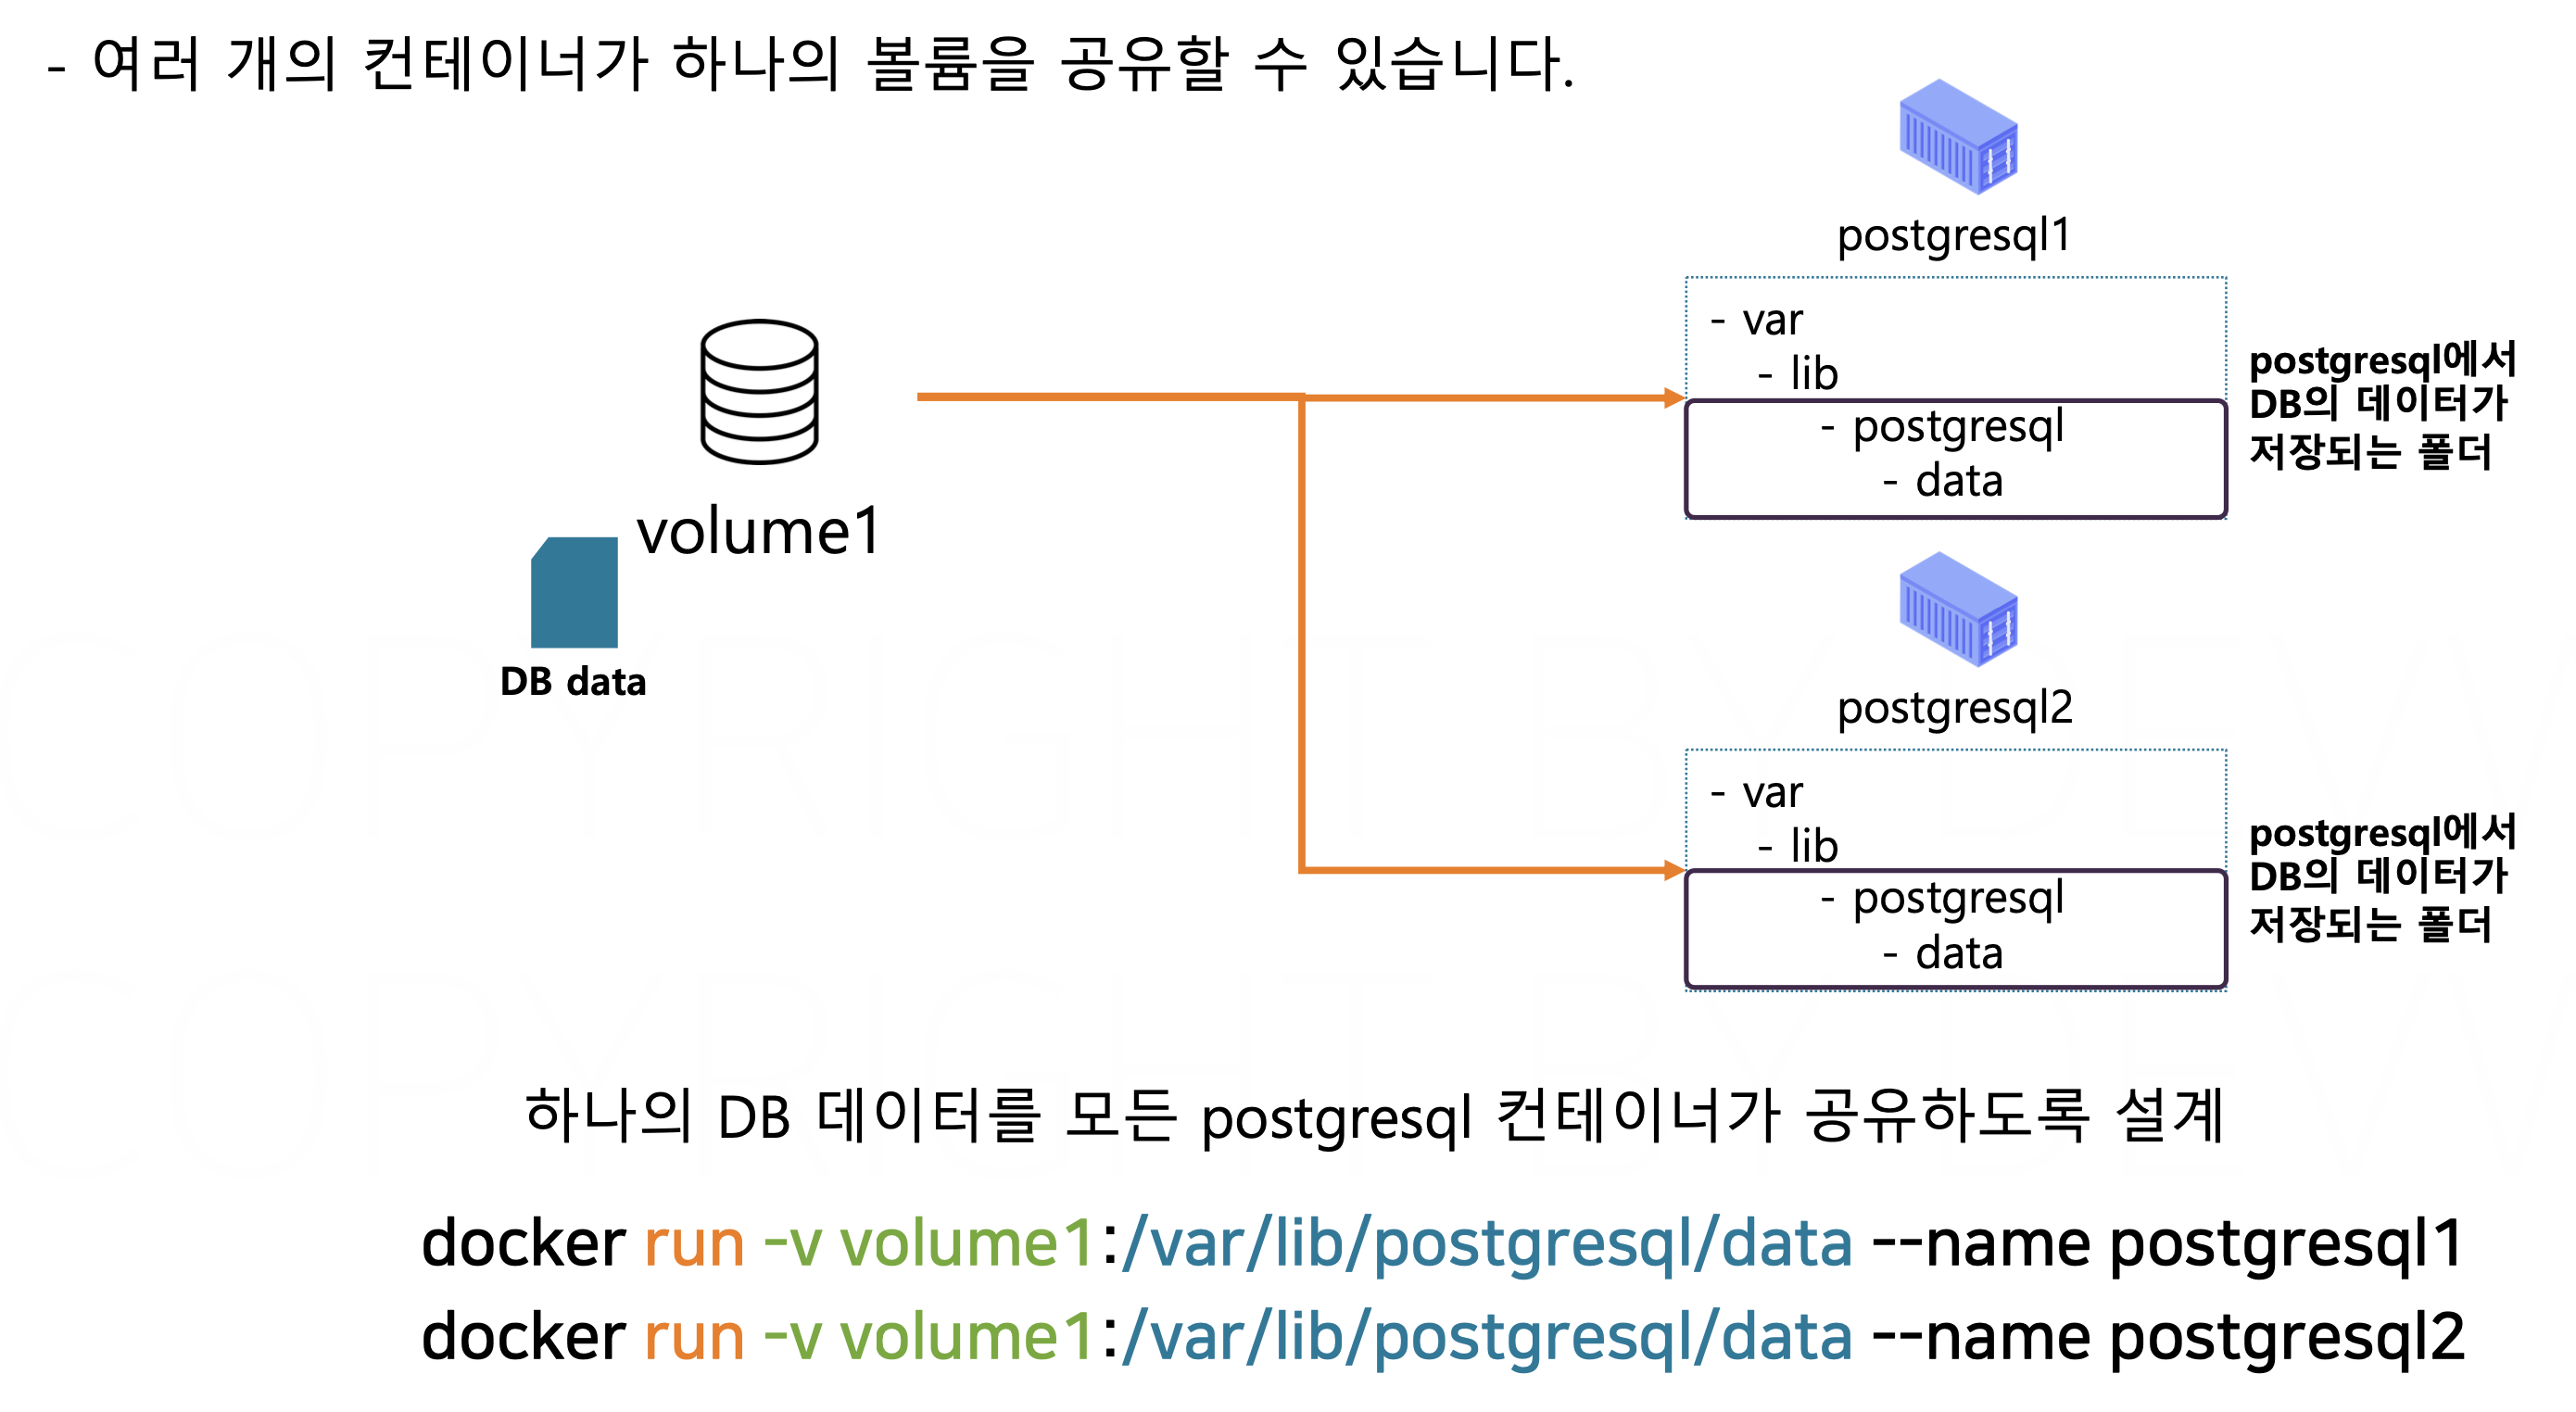 - 여러 개의 컨테이너가 하나의 볼륨을 공유할 수 있습니다.
postgresql1
- var
- lib
- postgresql
- data
postgresql에서
DB의 데이터가
저장되는 폴더
volume1
DB data
postgresql2
- var
- lib
- postgresql
- data
postgresql에서
DB의 데이터가
저장되는 폴더
하나의 DB 데이터를 모든 postgresql 컨테이너가 공유하도록 설계
docker run -v volume1:/var/lib/postgresql/data --name postgresql1
docker run -v volume1:/var/lib/postgresql/data --name postgresql2
COPYRIGHT BY DEVW
COPYRIGHT BY DEVW